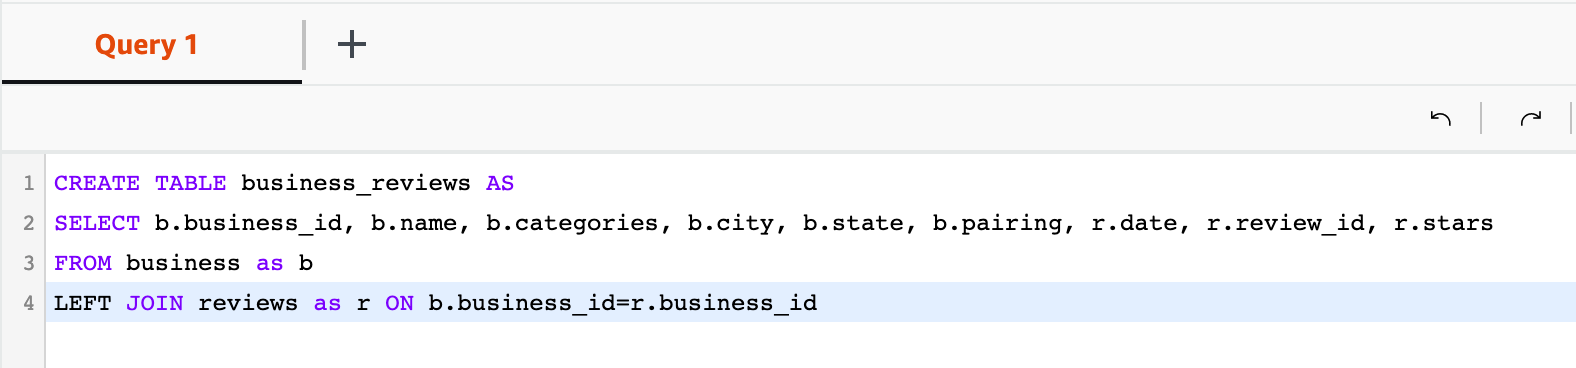 Query 1
1 CREATE TABLE business_reviews AS
2 SELECT b.business_id, b.name, b.categories, b.city, b.state, b.pairing, r.date, r.review_id, r.stars
3 FROM business as b
4 LEFT JOIN reviews as r ON b.business_id=r.business_id